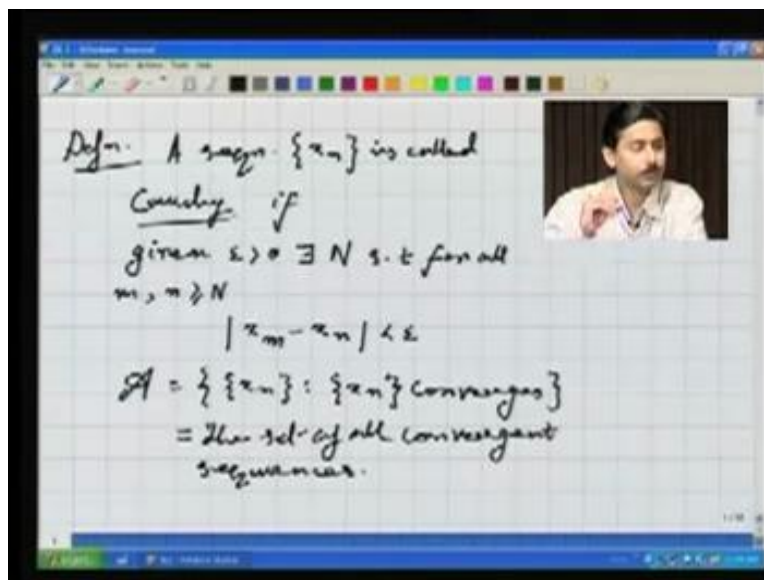 Defn. A seqn. {xn} is called
Cauchy if
given ε > 0 ∃ N s.t for all
m, n ≥ N
|xm - xn| < ε
A = { {xn} : {xn} converges }
= The set of all convergent
sequences.